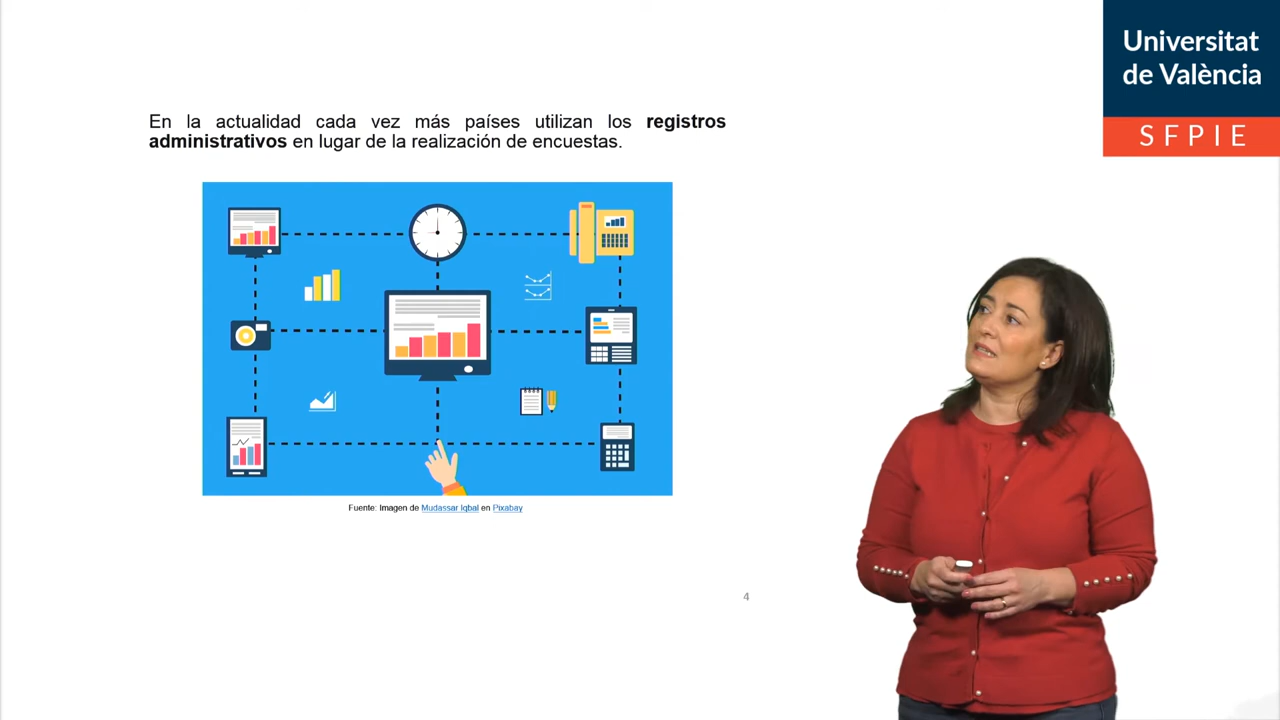 Universitat
de València
SFPIE
En la actualidad cada vez más países utilizan los registros
administrativos en lugar de la realización de encuestas.
Fuente: Imagen de Mudassar Iqbal en Pixabay
4